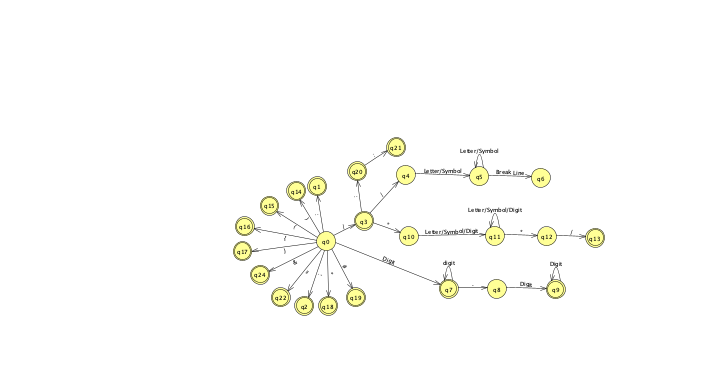 q21
Letter/Symbol
q20
q4
Letter/Symbol
q5
Break Line
q6
q14
q1
q15
q3
Letter/Symbol/Digit
q16
q0
q10
Letter/Symbol/Digit
q11
*
q12
/
q13
q17
Digit
q24
digit
Digit
q7
q8
Digit
q9
q22
q2
q18
q19